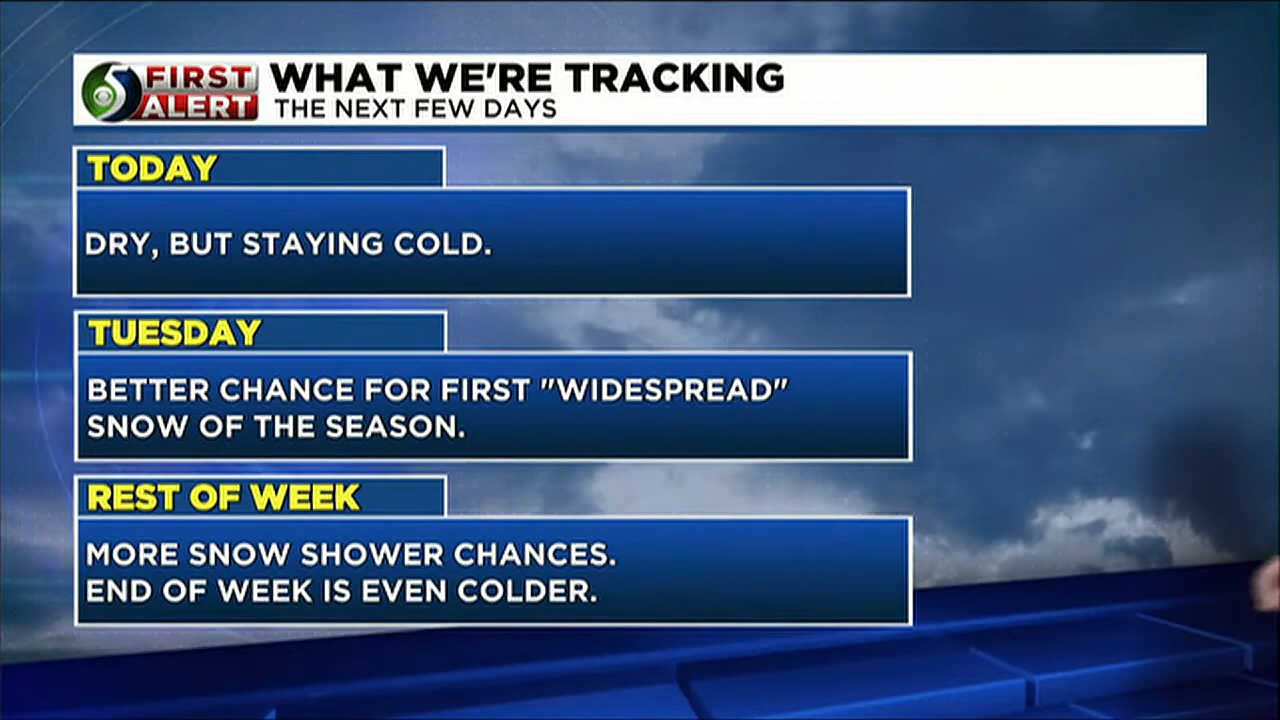 5 FIRST
ALERT
WHAT WE'RE TRACKING
THE NEXT FEW DAYS
TODAY
DRY, BUT STAYING COLD.
TUESDAY
BETTER CHANCE FOR FIRST "WIDESPREAD"
SNOW OF THE SEASON.
REST OF WEEK
MORE SNOW SHOWER CHANCES.
END OF WEEK IS EVEN COLDER.